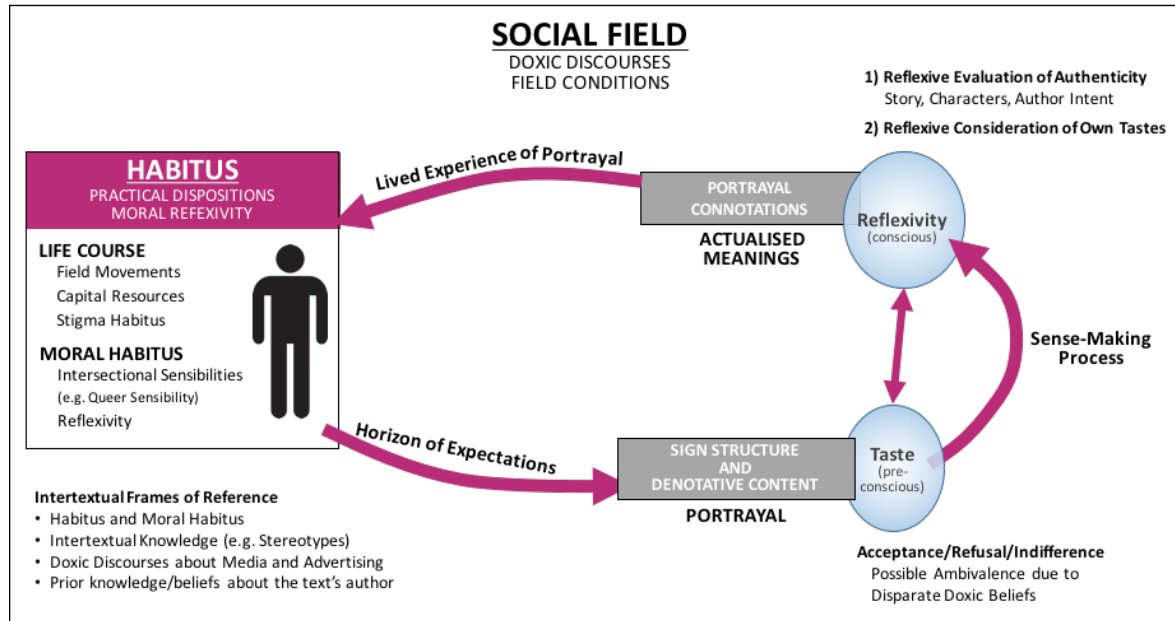 SOCIAL FIELD
DOXIC DISCOURSES
FIELD CONDITIONS
1) Reflexive Evaluation of Authenticity
Story, Characters, Author Intent
2) Reflexive Consideration of Own Tastes
HABITUS
PRACTICAL DISPOSITIONS
MORAL REFEXIVITY
LIFE COURSE
Field Movements
Capital Resources
Stigma Habitus
MORAL HABITUS
Intersectional Sensibilities
(e.g. Queer Sensibility)
Reflexivity
Lived Experience of Portrayal
PORTRAYAL
CONNOTATIONS
ACTUALISED
MEANINGS
Reflexivity
(conscious)
Sense-Making
Process
Horizon of Expectations
SIGN STRUCTURE
AND
DENOTATIVE CONTENT
PORTRAYAL
Taste
(pre-
conscious)
Intertextual Frames of Reference
• Habitus and Moral Habitus
• Intertextual Knowledge (e.g. Stereotypes)
• Doxic Discourses about Media and Advertising
• Prior knowledge/beliefs about the text's author
Acceptance/Refusal/Indifference
Possible Ambivalence due to
Disparate Doxic Beliefs